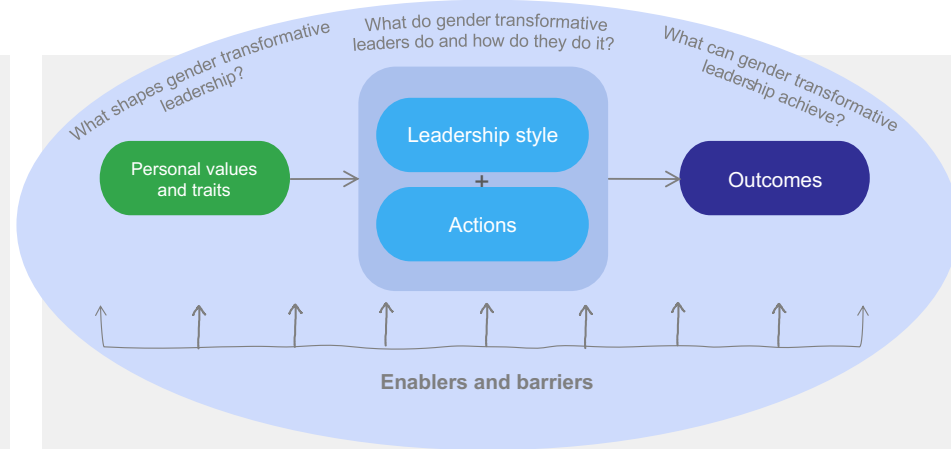 What shapes gender transformative
leadership?
What do gender transformative
leaders do and how do they do it?
What can gender transformative
leadership achieve?
Personal values
and traits
Leadership style
+
Actions
Outcomes
Enablers and barriers